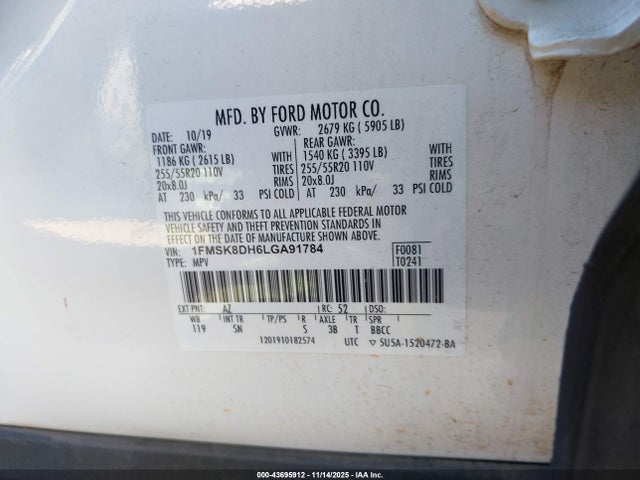 MFD. BY FORD MOTOR CO.
DATE: 10/19 GVWR: 2679 KG ( 5905 LB)
FRONT GAWR: REAR GAWR:
1186 KG ( 2615 LB) WITH 1540 KG ( 3395 LB) WITH
255/55R20 110V TIRES 255/55R20 110V TIRES
20x8.0J RIMS 20x8.0J RIMS
AT 230 kPa/ 33 PSI COLD AT 230 kPa/ 33 PSI COLD
THIS VEHICLE CONFORMS TO ALL APPLICABLE FEDERAL MOTOR
VEHICLE SAFETY AND THEFT PREVENTION STANDARDS IN
EFFECT ON THE DATE OF MANUFACTURE SHOWN ABOVE.
VIN: 1FMSK8DH6LGA91784 F0081
TYPE: MPV T0241
EXT PNT: AZ RC: 52 DSO:
WB INT TR TP/PS R AXLE TR SPR
119 SN S 3B T BBCC
1201910182574 UTC 5U5A-1520472-BA
000-43695912 - 11/14/2025 - IAA Inc.